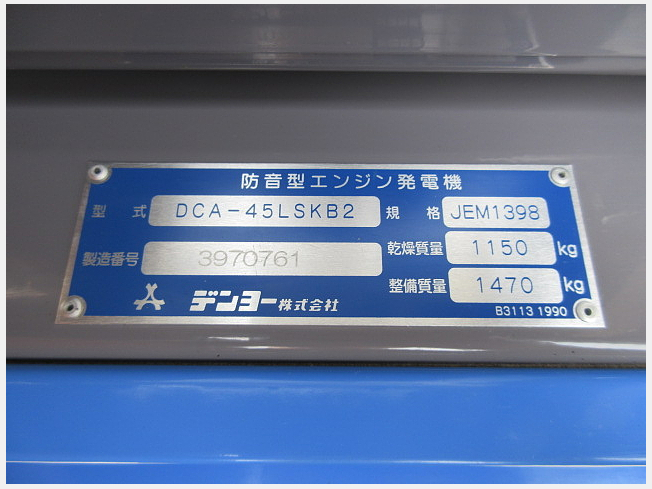 防音型エンジン発電機
型式 DCA-45LSKB2 規格 JEM1398
製造番号 3970761 乾燥質量 1150 kg
整備質量 1470 kg
デンヨー株式会社
B3113 1990